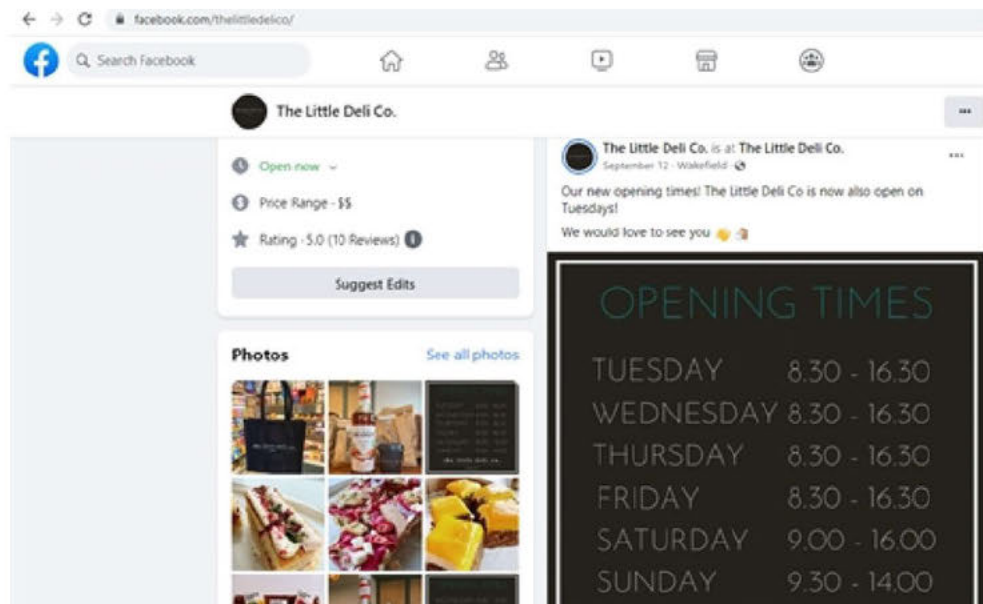 facebook.com/thelittledelico/
Search Facebook
The Little Deli Co.
Open now
Price Range · $$
Rating · 5.0 (10 Reviews)
Suggest Edits
Photos
See all photos
The Little Deli Co. is at The Little Deli Co.
September 12 · Wakefield ·
Our new opening times! The Little Deli Co is now also open on
Tuesdays!
We would love to see you
OPENING TIMES
TUESDAY 8.30 - 16.30
WEDNESDAY 8.30 - 16.30
THURSDAY 8.30 - 16.30
FRIDAY 8.30 - 16.30
SATURDAY 9.00 - 16.00
SUNDAY 9.30 - 14.00